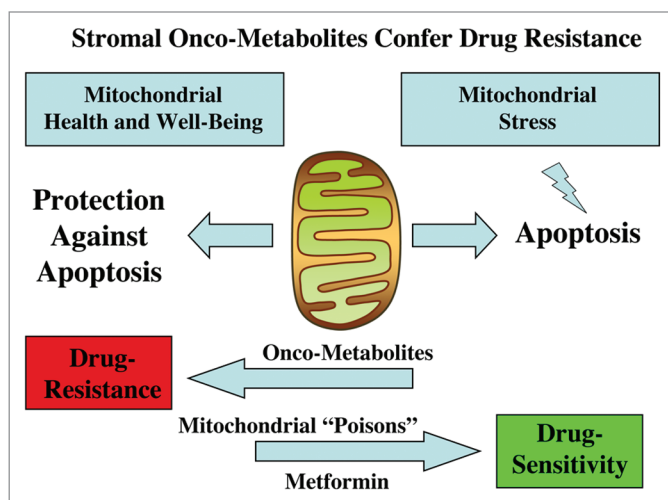 Stromal Onco-Metabolites Confer Drug Resistance
Mitochondrial
Health and Well-Being
Mitochondrial
Stress
Protection
Against
Apoptosis
Apoptosis
Onco-Metabolites
Drug-
Resistance
Mitochondrial “Poisons”
Metformin
Drug-
Sensitivity